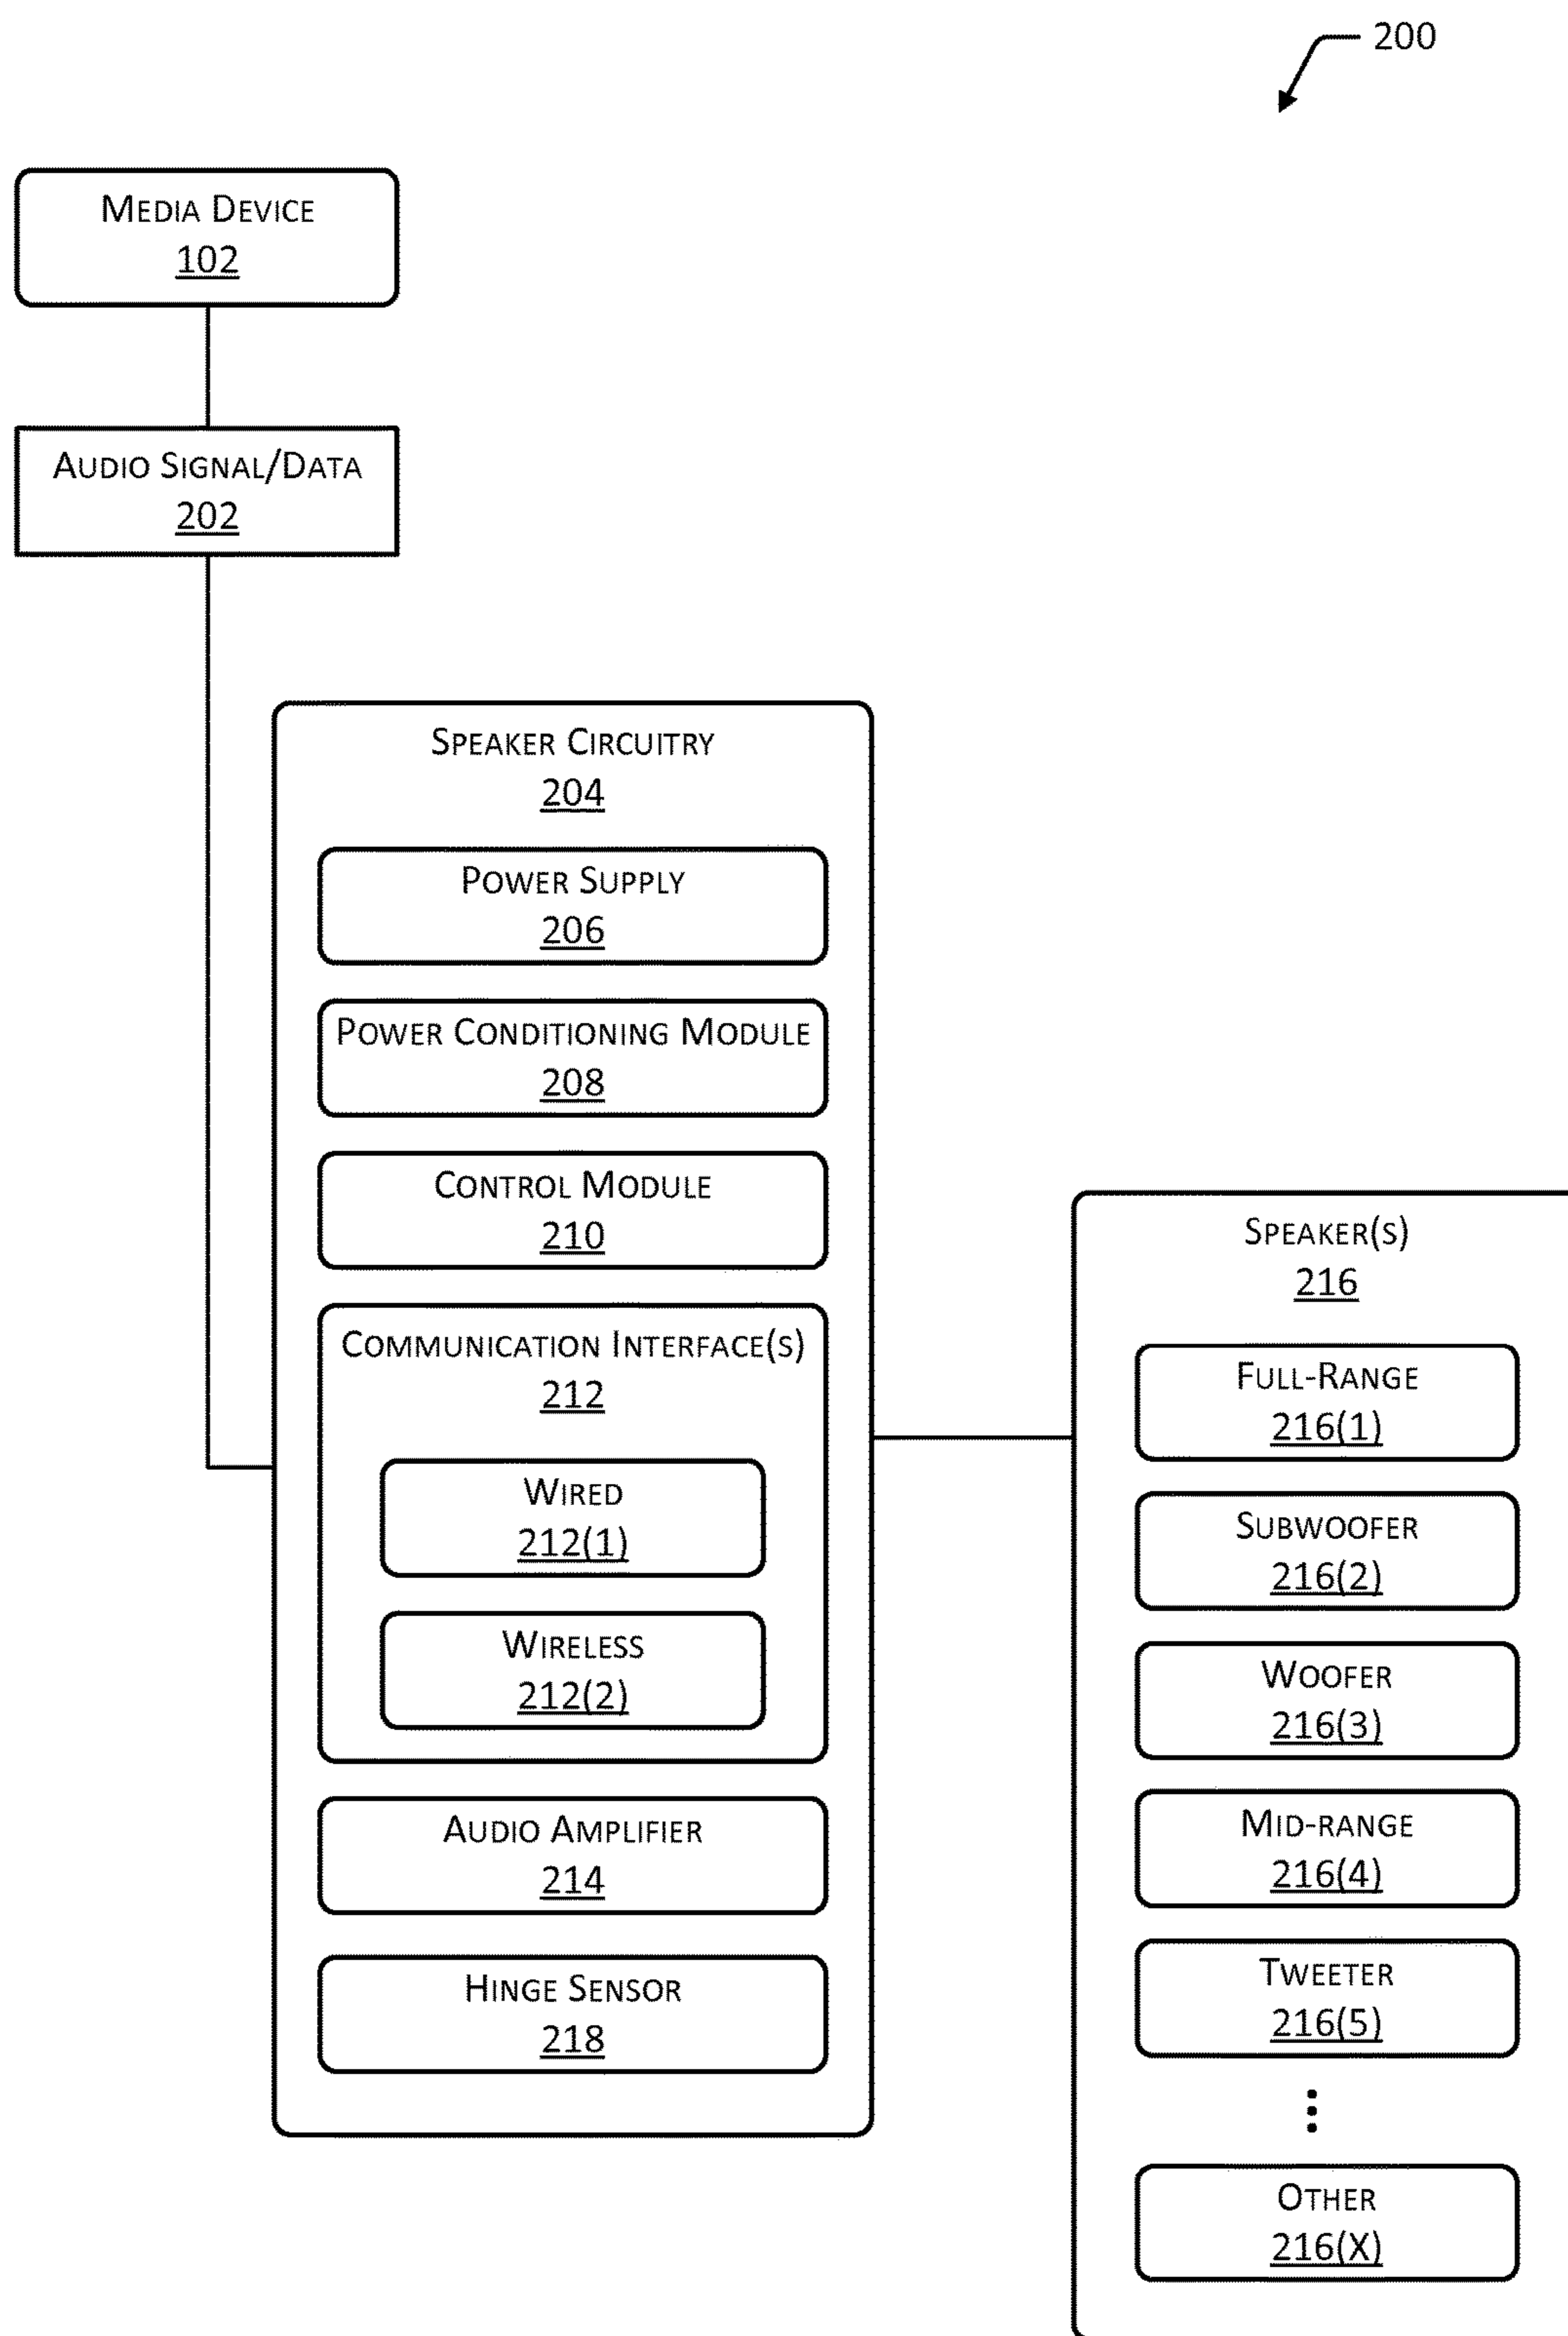 200
MEDIA DEVICE
102
AUDIO SIGNAL/DATA
202
SPEAKER CIRCUITRY
204
POWER SUPPLY
206
POWER CONDITIONING MODULE
208
CONTROL MODULE
210
COMMUNICATION INTERFACE(S)
212
WIRED
212(1)
WIRELESS
212(2)
AUDIO AMPLIFIER
214
HINGE SENSOR
218
SPEAKER(S)
216
FULL-RANGE
216(1)
SUBWOOFER
216(2)
WOOFER
216(3)
MID-RANGE
216(4)
TWEETER
216(5)
⋮
OTHER
216(X)